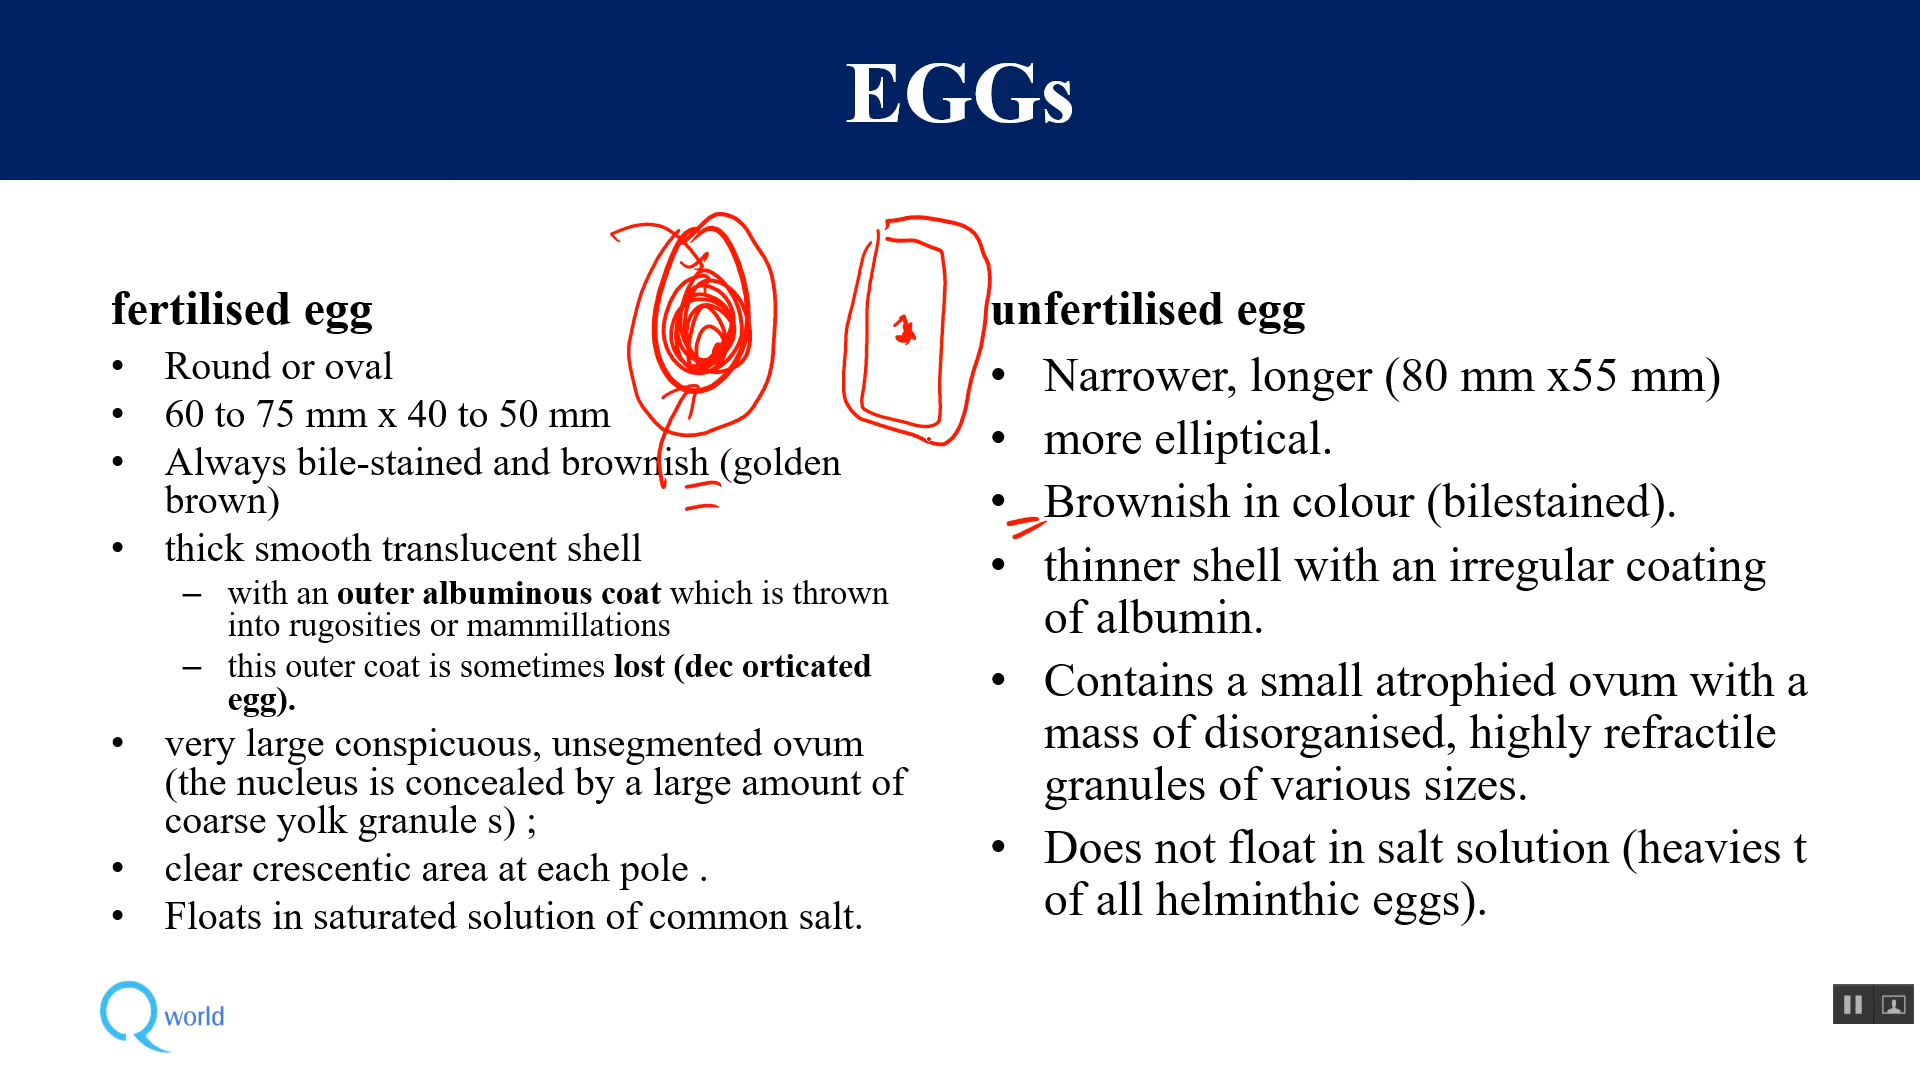 EGGs
fertilised egg
• Round or oval
• 60 to 75 mm x 40 to 50 mm
• Always bile-stained and brownish (golden
brown)
• thick smooth translucent shell
– with an outer albuminous coat which is thrown
into rugosities or mammillations
– this outer coat is sometimes lost (dec orticated
egg).
• very large conspicuous, unsegmented ovum
(the nucleus is concealed by a large amount of
coarse yolk granule s) ;
• clear crescentic area at each pole .
• Floats in saturated solution of common salt.
unfertilised egg
• Narrower, longer (80 mm x55 mm)
• more elliptical.
• Brownish in colour (bilestained).
• thinner shell with an irregular coating
of albumin.
• Contains a small atrophied ovum with a
mass of disorganised, highly refractile
granules of various sizes.
• Does not float in salt solution (heavies t
of all helminthic eggs).
Q world